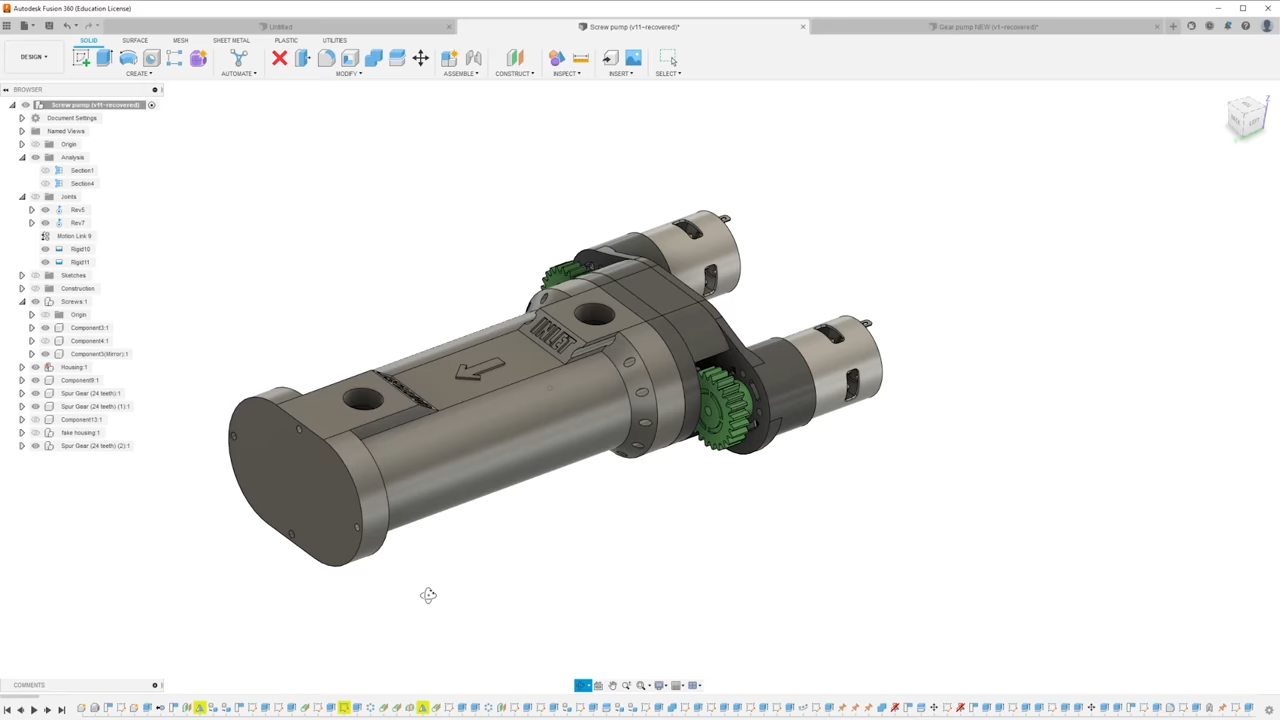 Autodesk Fusion 360 (Education License)
Untitled
Screw pump (v11-recovered)*
Gear pump NEW (v1-recovered)*
DESIGN
SOLID
SURFACE
MESH
SHEET METAL
PLASTIC
UTILITIES
CREATE
AUTOMATE
MODIFY
ASSEMBLE
CONSTRUCT
INSPECT
INSERT
SELECT
BROWSER
Screw pump (v11-recovered)
Document Settings
Named Views
Origin
Analysis
Section1
Section4
Joints
Rev5
Rev7
Motion Link 9
Rigid10
Rigid11
Sketches
Construction
Screws:1
Origin
Component3:1
Component4:1
Component3(Mirror):1
Housing:1
Component9:1
Spur Gear (24 teeth):1
Spur Gear (24 teeth) (1):1
Component13:1
fake housing:1
Spur Gear (24 teeth) (2):1
INLET
COMMENTS